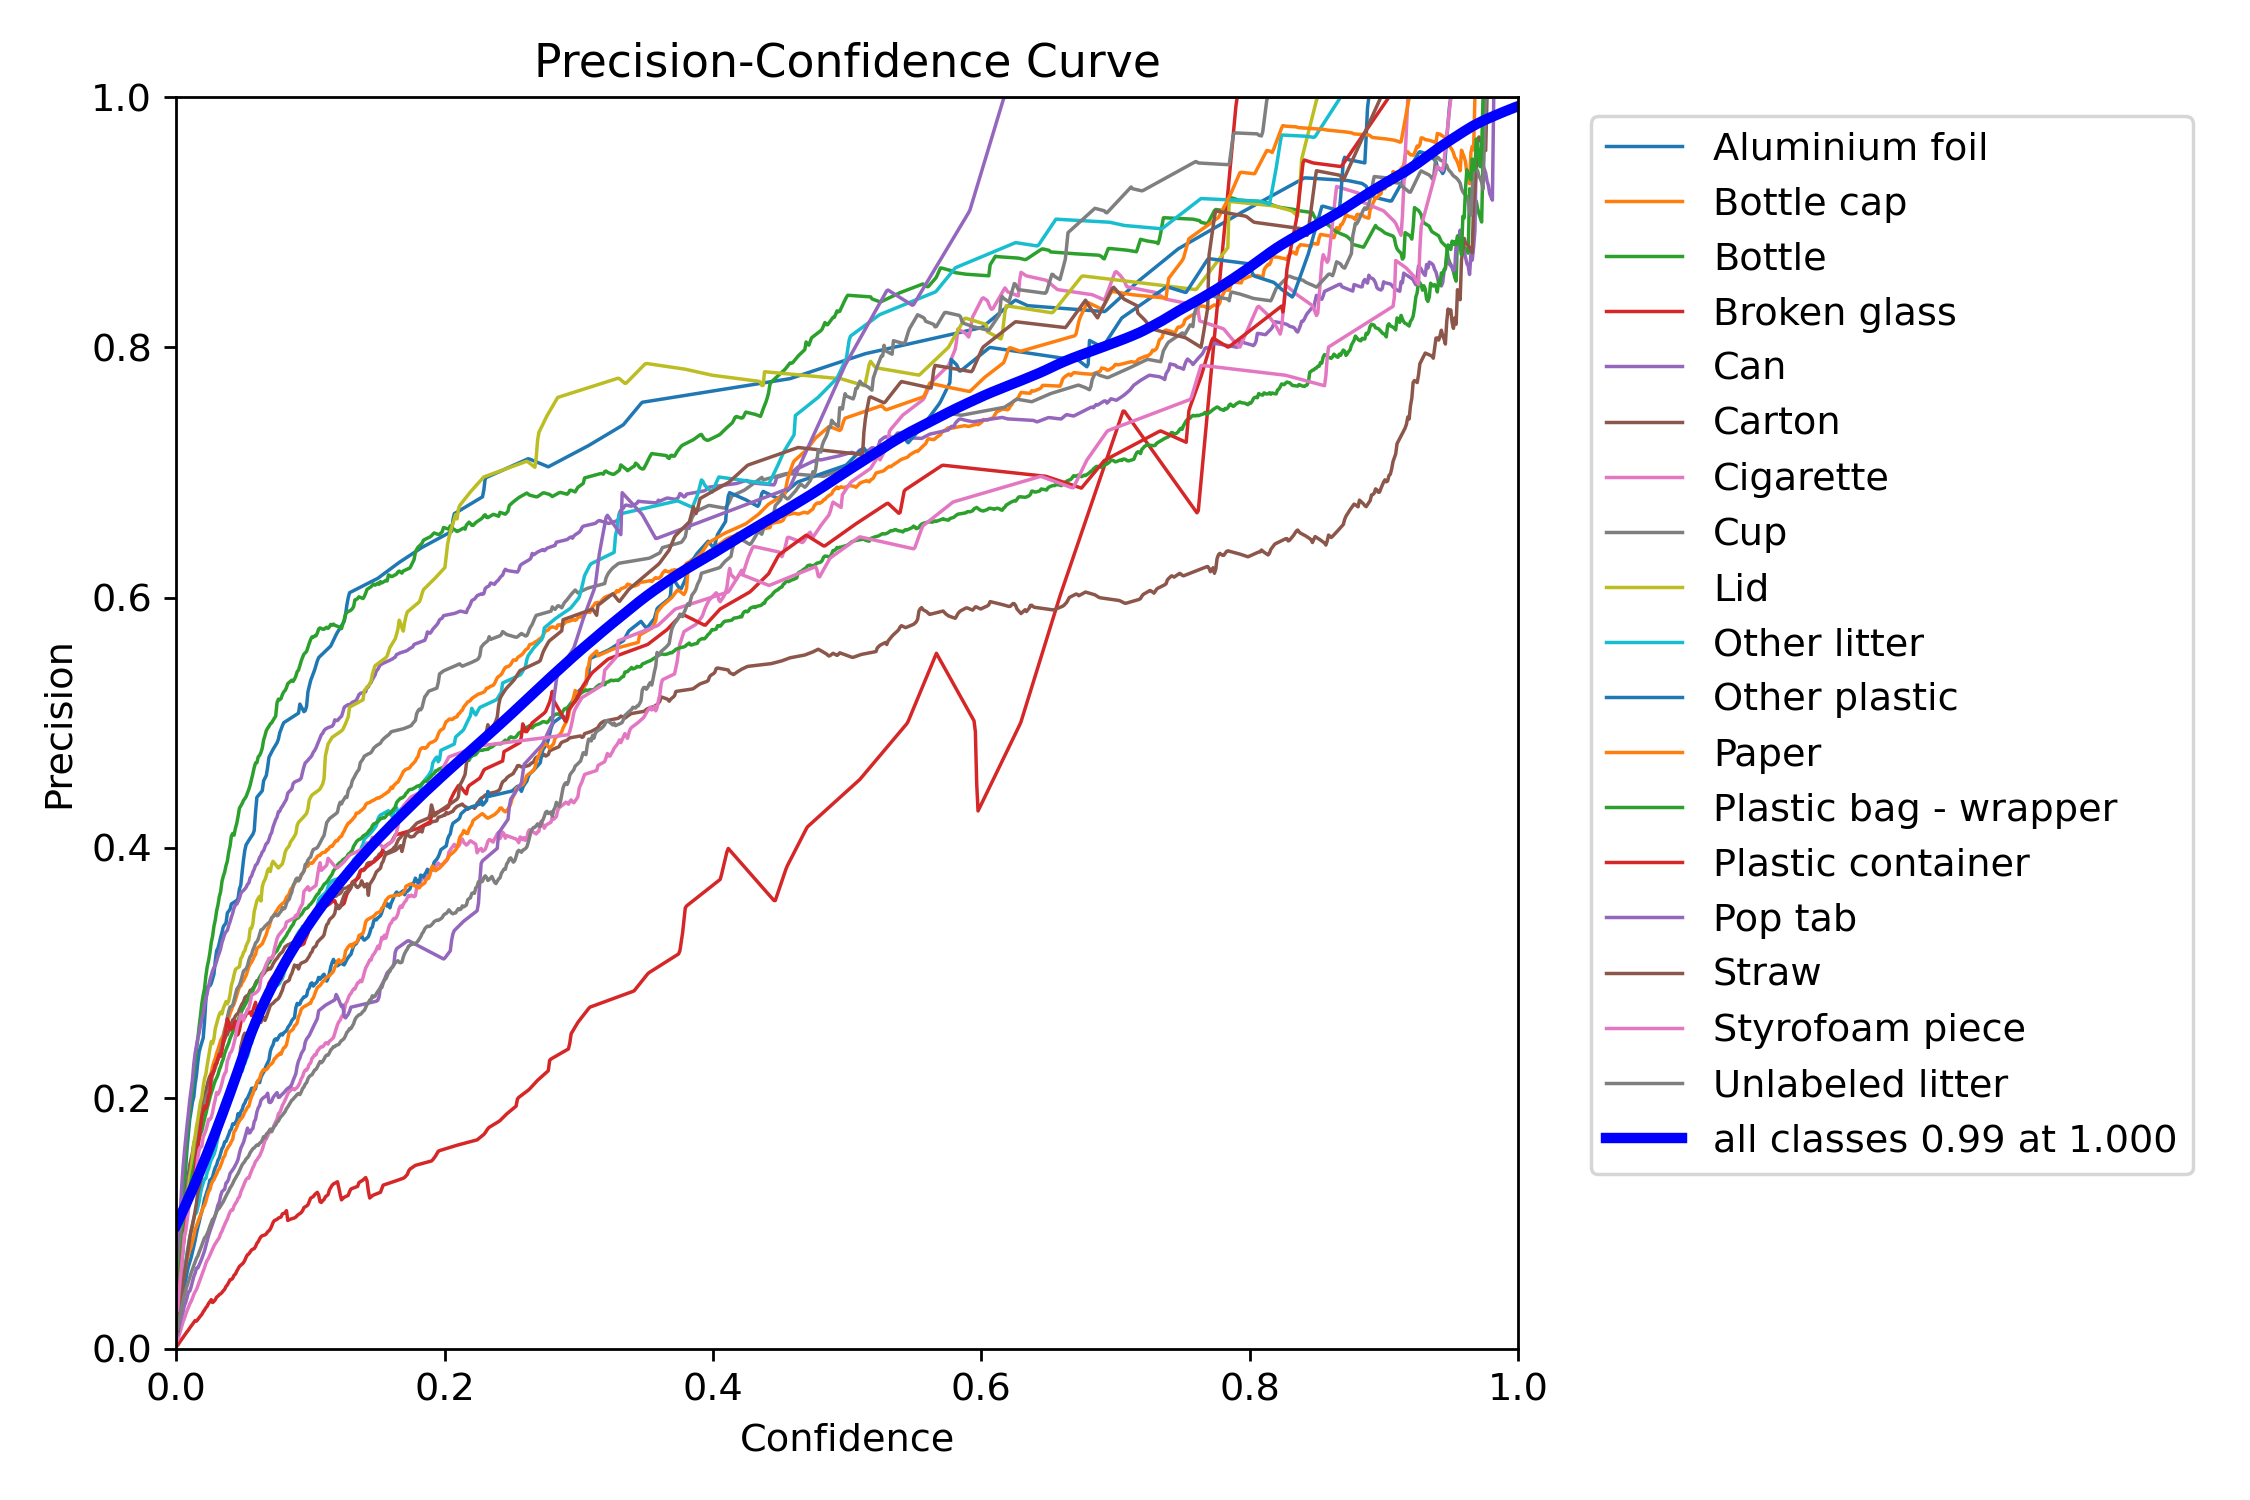 Precision-Confidence Curve
1.0
0.8
0.6
0.4
0.2
0.0
Precision
0.0 0.2 0.4 0.6 0.8 1.0
Confidence
Aluminium foil
Bottle cap
Bottle
Broken glass
Can
Carton
Cigarette
Cup
Lid
Other litter
Other plastic
Paper
Plastic bag - wrapper
Plastic container
Pop tab
Straw
Styrofoam piece
Unlabeled litter
all classes 0.99 at 1.000